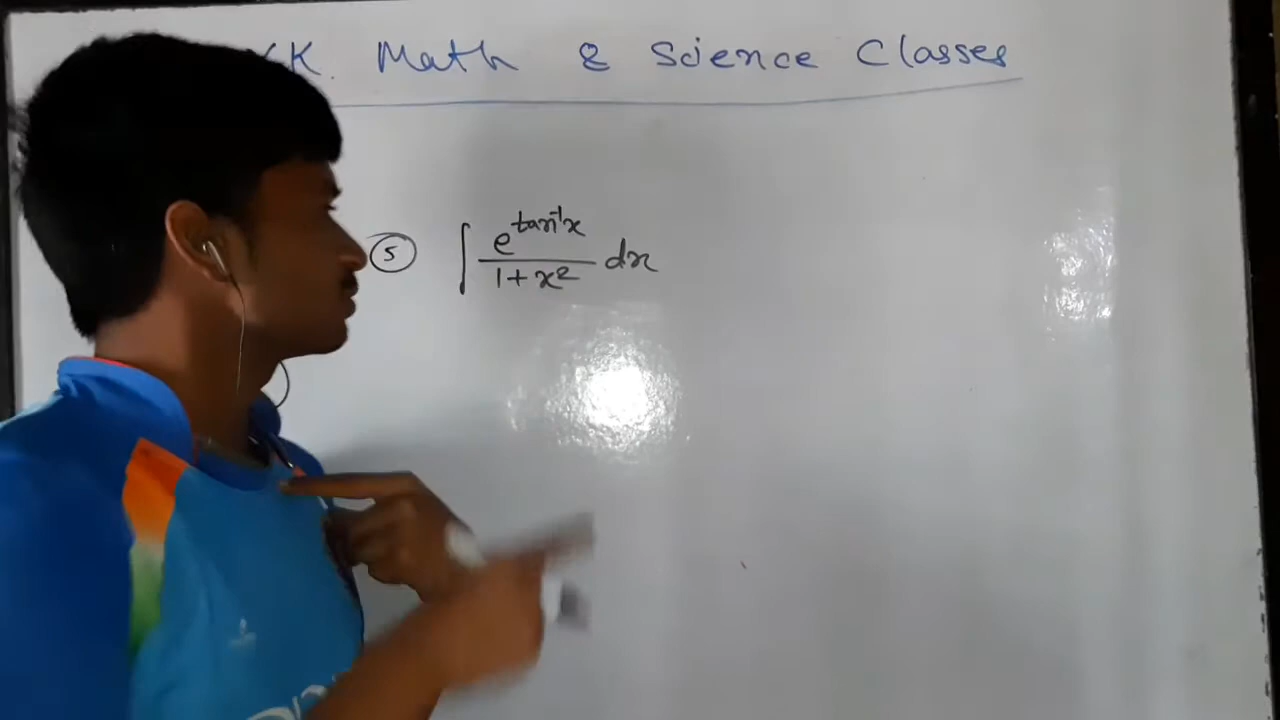 K. Math & Science Classes
⑤ ∫ e^{tan⁻¹x} / 1+x² dx